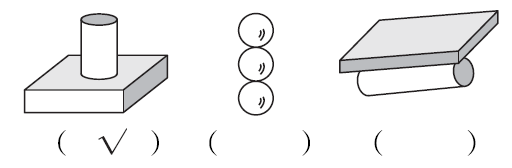 ( √ ) ( ) ( )